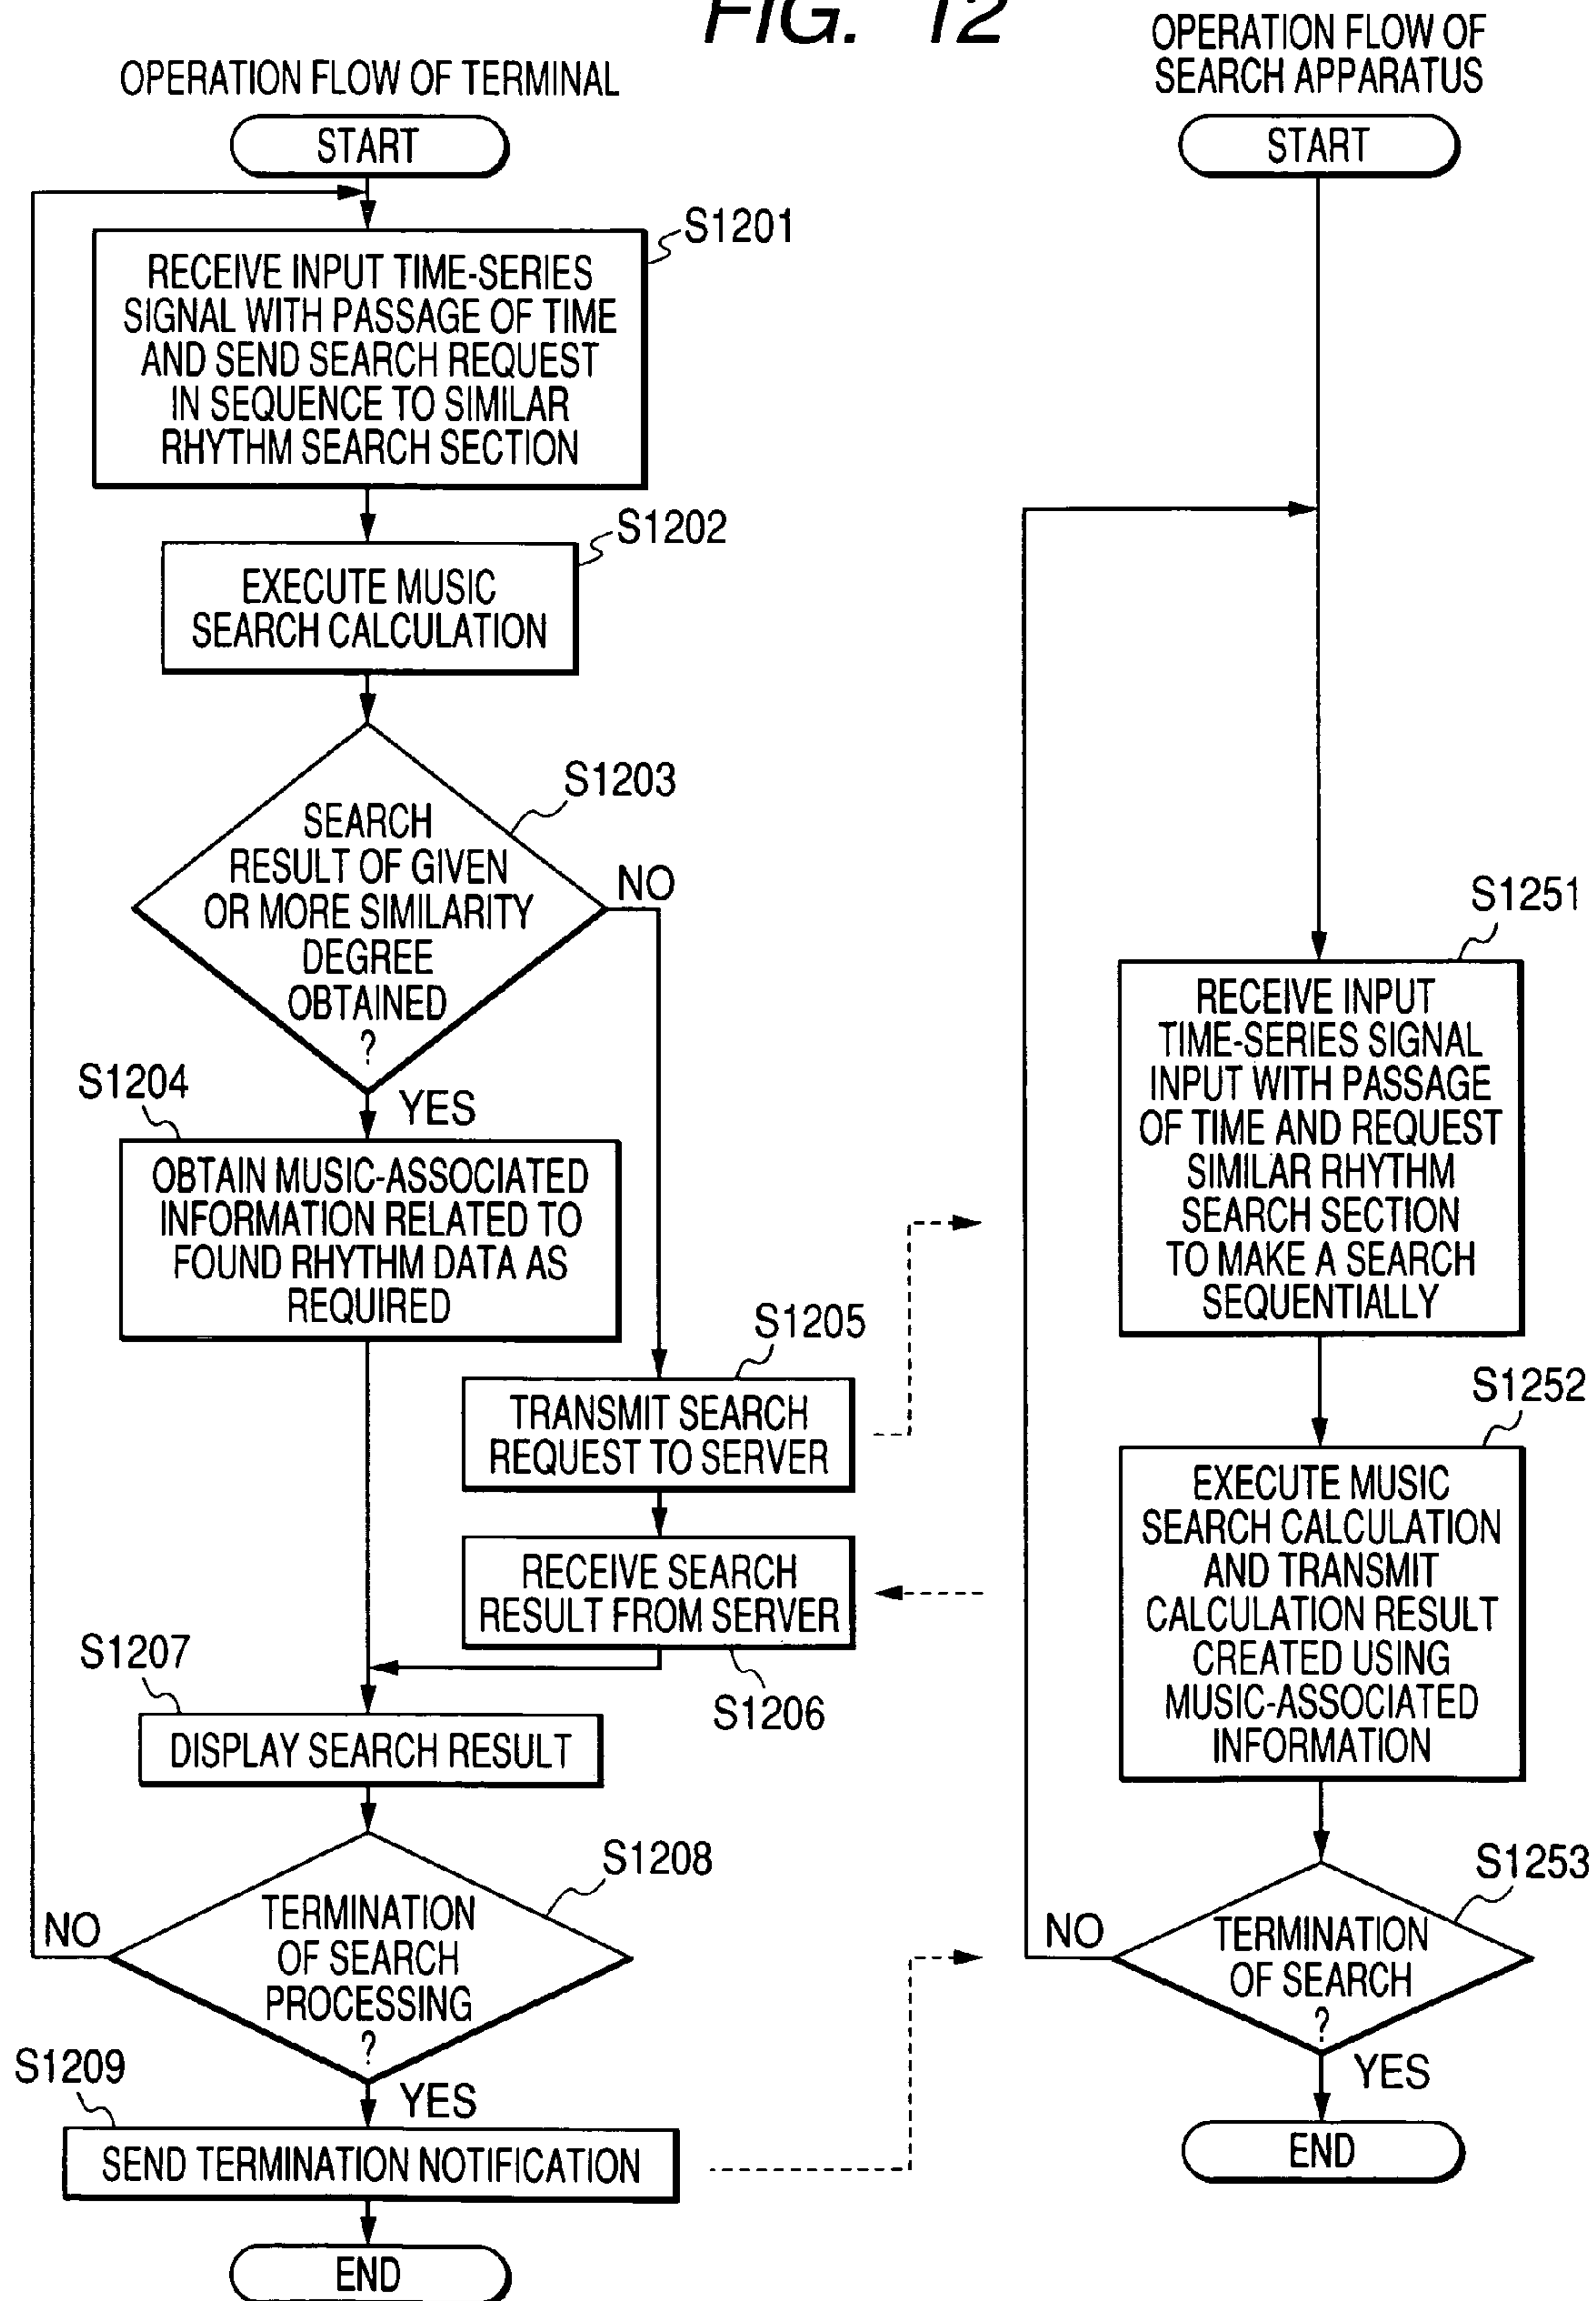 FIG. 12
OPERATION FLOW OF TERMINAL
START
S1201
RECEIVE INPUT TIME-SERIES
SIGNAL WITH PASSAGE OF TIME
AND SEND SEARCH REQUEST
IN SEQUENCE TO SIMILAR
RHYTHM SEARCH SECTION
S1202
EXECUTE MUSIC
SEARCH CALCULATION
S1203
SEARCH
RESULT OF GIVEN
OR MORE SIMILARITY
DEGREE
OBTAINED
?
NO
YES
S1204
OBTAIN MUSIC-ASSOCIATED
INFORMATION RELATED TO
FOUND RHYTHM DATA AS
REQUIRED
S1205
TRANSMIT SEARCH
REQUEST TO SERVER
RECEIVE SEARCH
RESULT FROM SERVER
S1206
S1207
DISPLAY SEARCH RESULT
S1208
TERMINATION
OF SEARCH
PROCESSING
?
NO
YES
S1209
SEND TERMINATION NOTIFICATION
END
OPERATION FLOW OF
SEARCH APPARATUS
START
S1251
RECEIVE INPUT
TIME-SERIES SIGNAL
INPUT WITH PASSAGE
OF TIME AND REQUEST
SIMILAR RHYTHM
SEARCH SECTION
TO MAKE A SEARCH
SEQUENTIALLY
S1252
EXECUTE MUSIC
SEARCH CALCULATION
AND TRANSMIT
CALCULATION RESULT
CREATED USING
MUSIC-ASSOCIATED
INFORMATION
S1253
TERMINATION
OF SEARCH
?
NO
YES
END